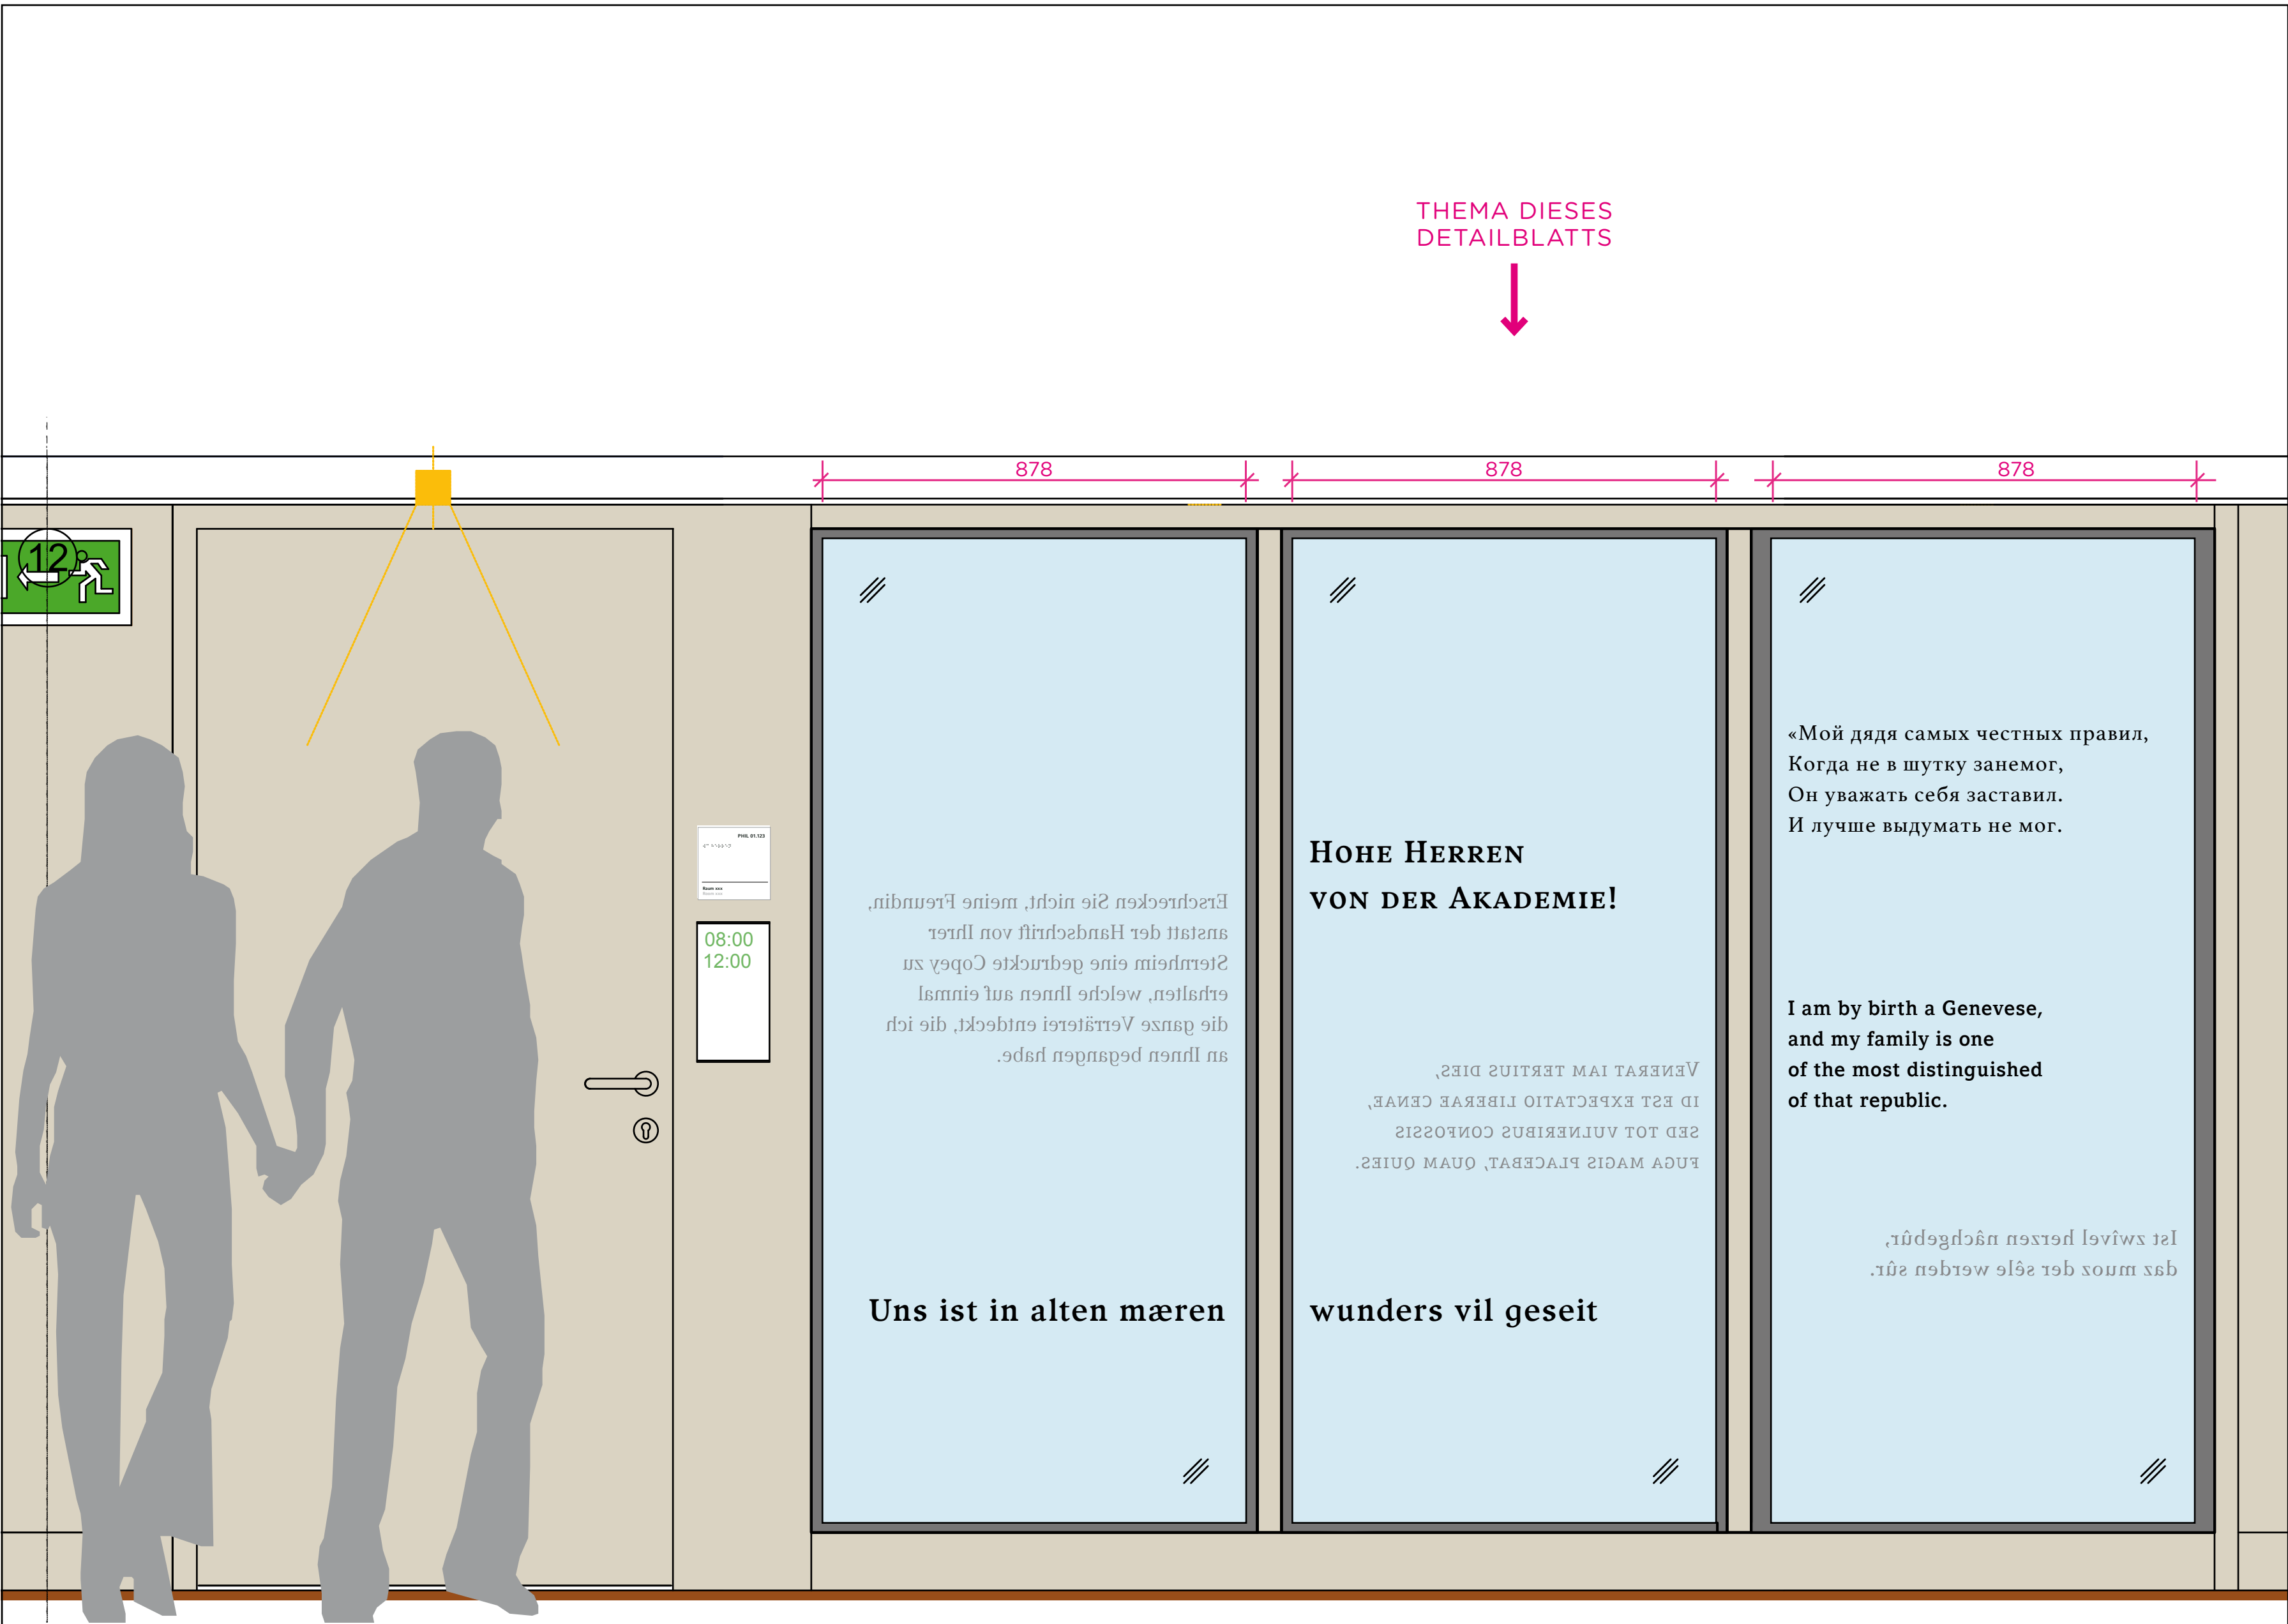 THEMA DIESES
DETAILBLATTS
878
878
878
12
PHIL 01.123
Raum xxx
08:00
12:00
Erschrecken Sie nicht, meine Freundin,
anstatt der Handschrift von Ihrer
Sternheim eine gedruckte Copey zu
erhalten, welche Ihnen auf einmal
die ganze Verräterei entdeckt, die ich
an Ihnen begangen habe.
Uns ist in alten mæren
Hohe Herren
von der Akademie!
Venerat iam tertius dies,
id est expectatio liberae cenae,
sed tot vulneribus confossis
fuga magis placebat, quam quies.
wunders vil geseit
«Мой дядя самых честных правил,
Когда не в шутку занемог,
Он уважать себя заставил.
И лучше выдумать не мог.
I am by birth a Genevese,
and my family is one
of the most distinguished
of that republic.
Ist zwîvel herzen nâchgebûr,
daz muoz der sêle werden sûr.